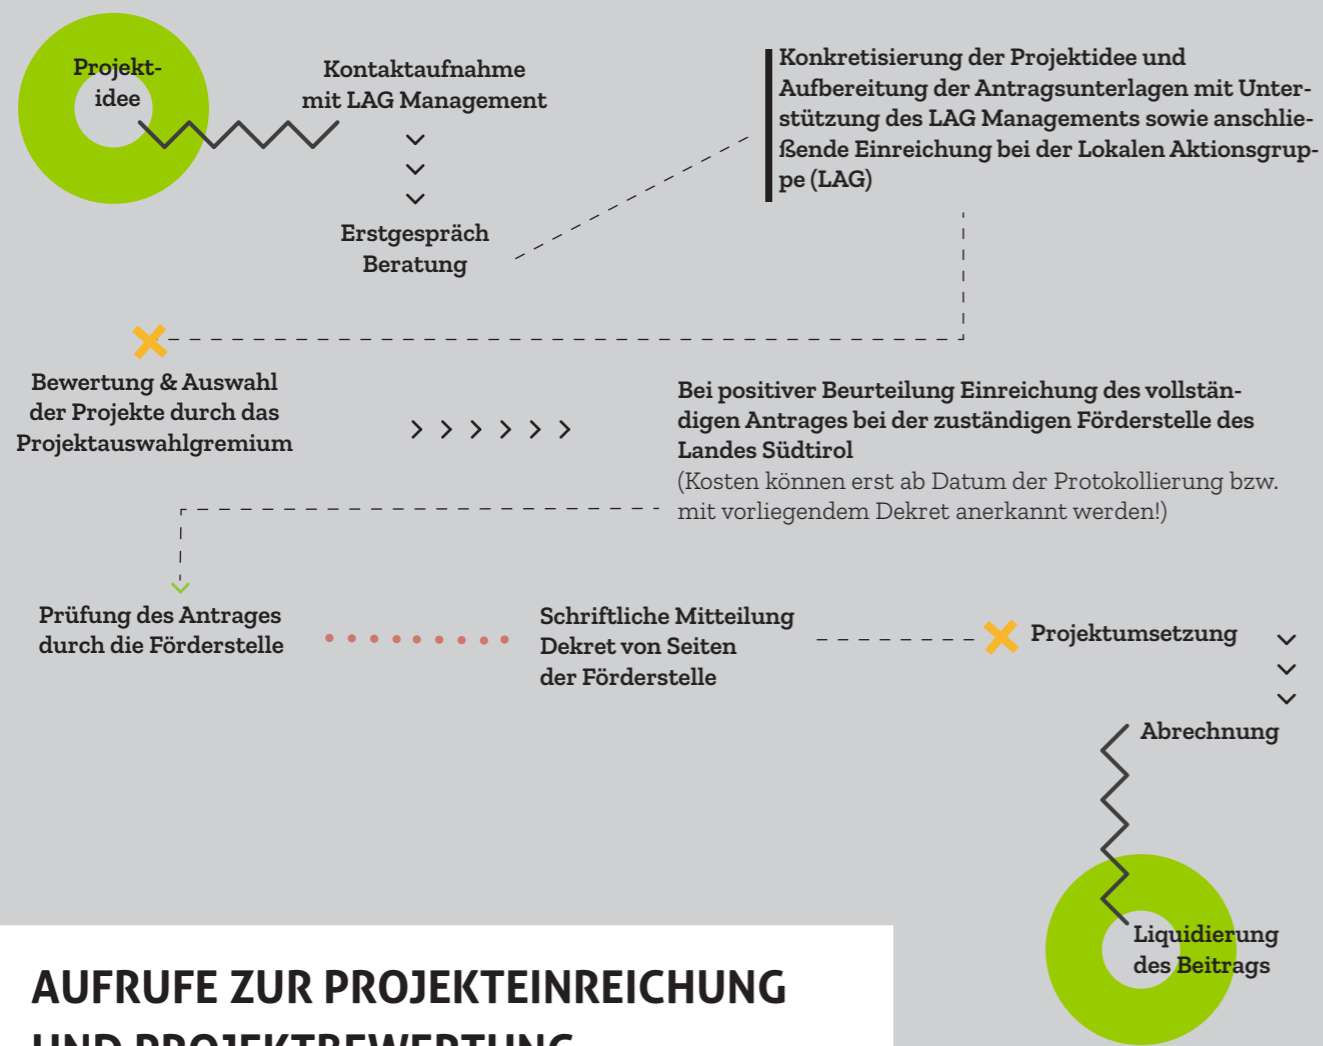 Projekt-
idee
Kontaktaufnahme
mit LAG Management
Erstgespräch
Beratung
Konkretisierung der Projektidee und
Aufbereitung der Antragsunterlagen mit Unter-
stützung des LAG Managements sowie anschlie-
ßende Einreichung bei der Lokalen Aktionsgrup-
pe (LAG)
Bewertung & Auswahl
der Projekte durch das
Projektauswahlgremium
Bei positiver Beurteilung Einreichung des vollstän-
digen Antrages bei der zuständigen Förderstelle des
Landes Südtirol
(Kosten können erst ab Datum der Protokollierung bzw.
mit vorliegendem Dekret anerkannt werden!)
Prüfung des Antrages
durch die Förderstelle
Schriftliche Mitteilung
Dekret von Seiten
der Förderstelle
Projektumsetzung
Abrechnung
Liquidierung
des Beitrags
AUFRUFE ZUR PROJEKTEINREICHUNG
UND PROJEKTBEWERTUNG